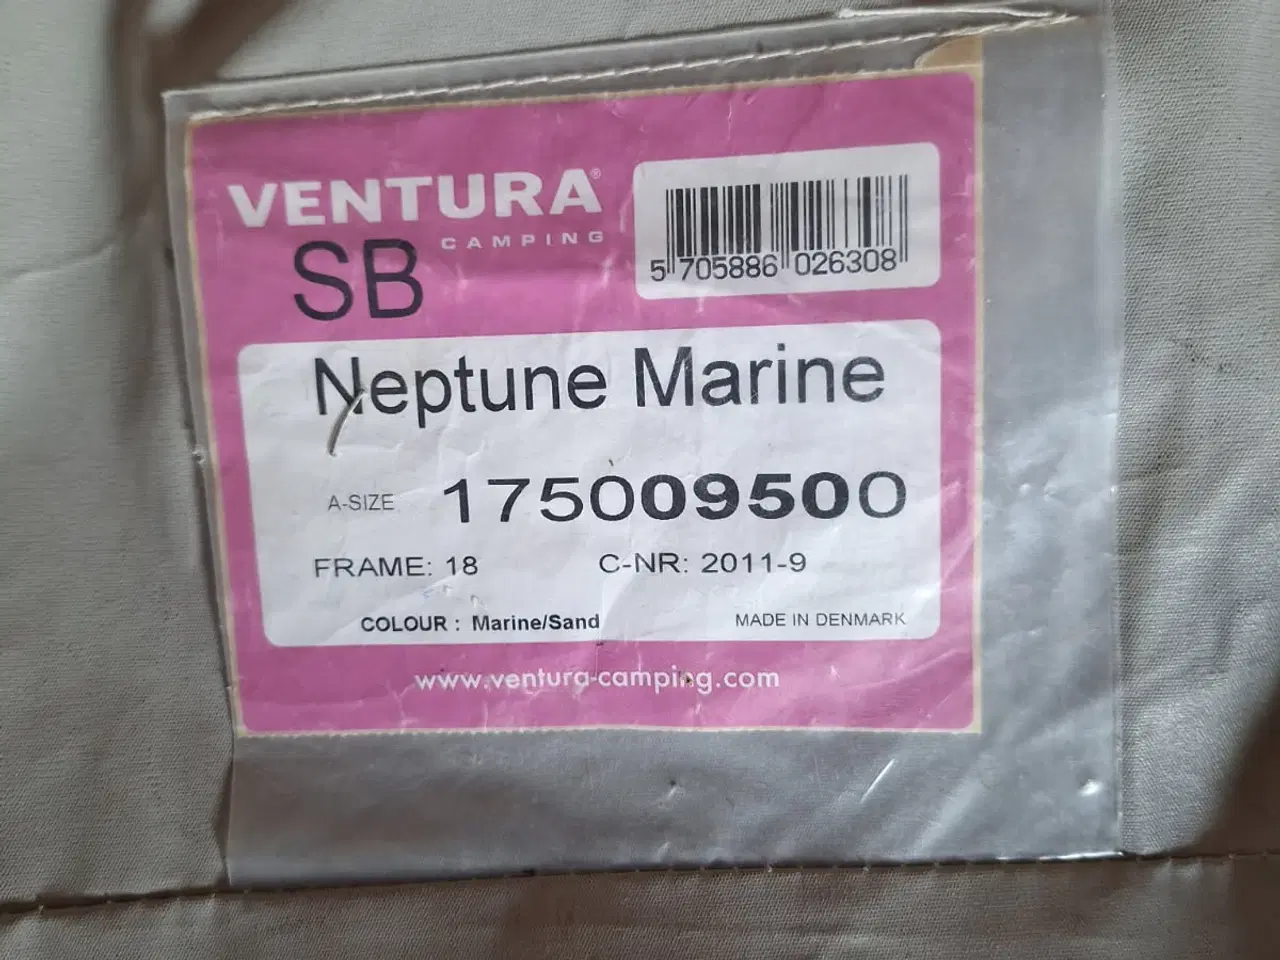 VENTURA®
CAMPING
SB
5 705886 026308
Neptune Marine
A-SIZE 175009500
FRAME: 18 C-NR: 2011-9
COLOUR : Marine/Sand MADE IN DENMARK
www.ventura-camping.com